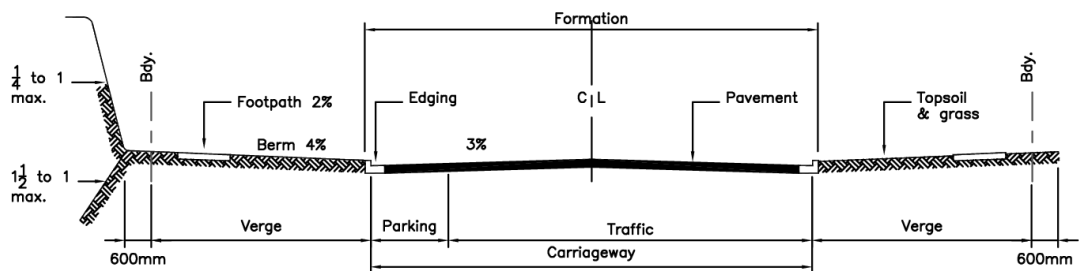 Formation
Bdy.
Bdy.
1/4 to 1
max.
Footpath 2%
Edging
C L
Pavement
Topsoil
& grass
Berm 4%
3%
1 1/2 to 1
max.
Verge
Parking
Traffic
Verge
600mm
Carriageway
600mm